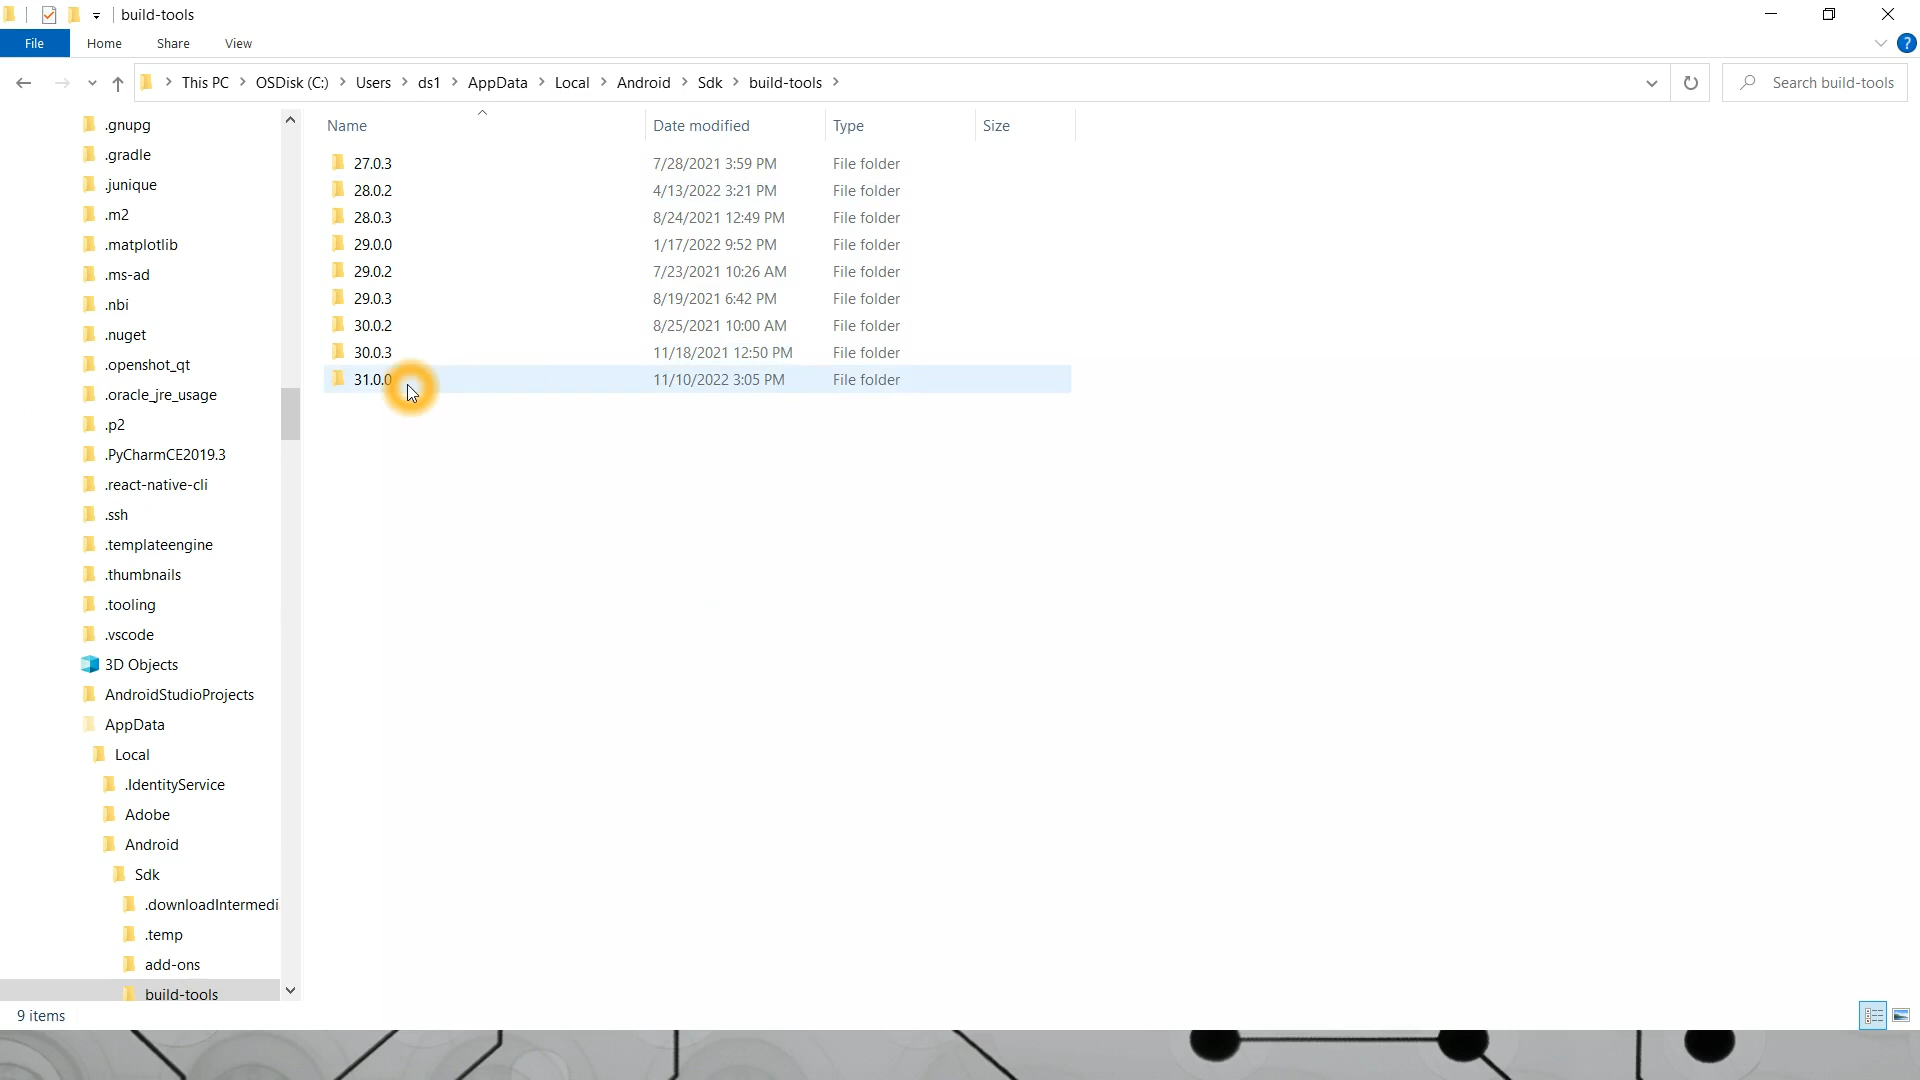 build-tools
File Home Share View
?
This PC > OSDisk (C:) > Users > ds1 > AppData > Local > Android > Sdk > build-tools >
Search build-tools
Name Date modified Type Size
27.0.3 7/28/2021 3:59 PM File folder
28.0.2 4/13/2022 3:21 PM File folder
28.0.3 8/24/2021 12:49 PM File folder
29.0.0 1/17/2022 9:52 PM File folder
29.0.2 7/23/2021 10:26 AM File folder
29.0.3 8/19/2021 6:42 PM File folder
30.0.2 8/25/2021 10:00 AM File folder
30.0.3 11/18/2021 12:50 PM File folder
31.0.0 11/10/2022 3:05 PM File folder
.gnupg
.gradle
.junique
.m2
.matplotlib
.ms-ad
.nbi
.nuget
.openshot_qt
.oracle_jre_usage
.p2
.PyCharmCE2019.3
.react-native-cli
.ssh
.templateengine
.thumbnails
.tooling
.vscode
3D Objects
AndroidStudioProjects
AppData
Local
.IdentityService
Adobe
Android
Sdk
.downloadIntermedi
.temp
add-ons
build-tools
9 items